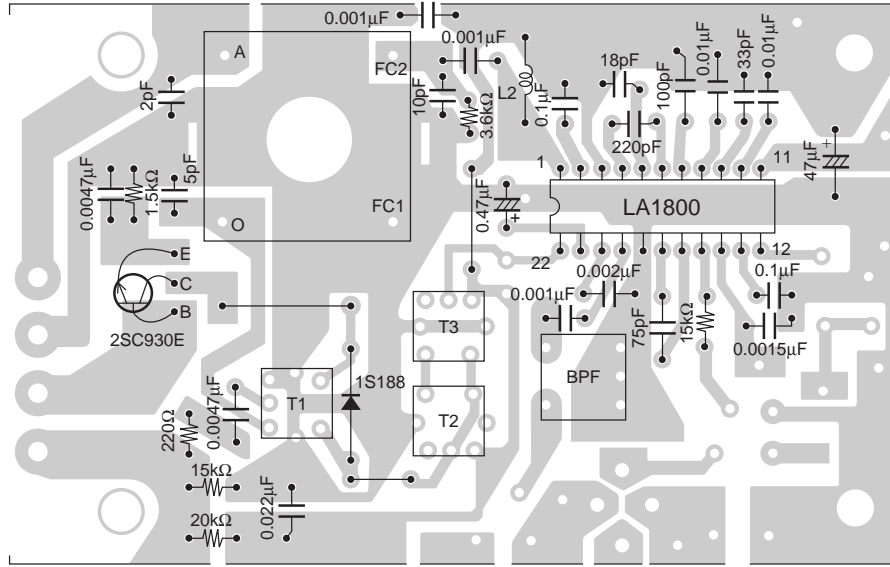 0.001µF
0.001µF
A
FC2
2pF
10pF
3.6kΩ
L2
0.1µF
18pF
220pF
100pF
0.01µF
33pF
0.01µF
1
11
47µF
+
0.0047µF
1.5kΩ
5pF
O
FC1
0.47µF
+
LA1800
22
12
E
C
B
2SC930E
0.002µF
0.001µF
0.1µF
0.0015µF
75pF
15kΩ
T3
BPF
1S188
T1
T2
220Ω
0.0047µF
15kΩ
0.022µF
20kΩ